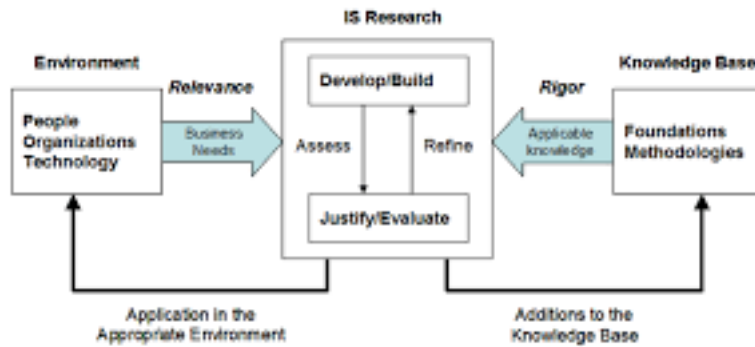 IS Research
Environment
Knowledge Base
Relevance
Rigor
Develop/Build
People
Organizations
Technology
Business
Needs
Assess
Refine
Applicable
knowledge
Foundations
Methodologies
Justify/Evaluate
Application in the
Appropriate Environment
Additions to the
Knowledge Base